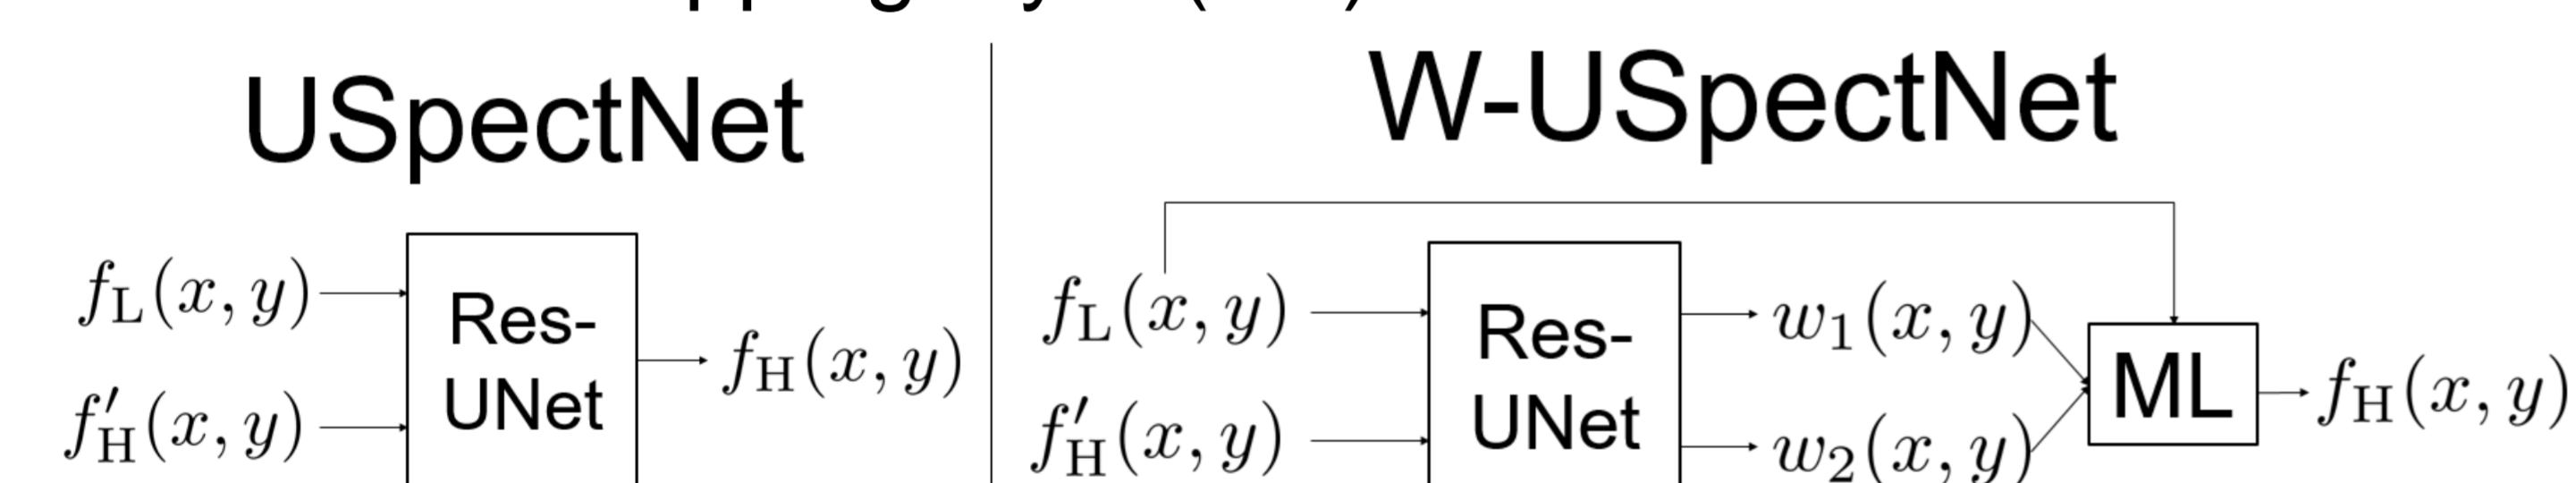 USpectNet
f_L(x, y)
f'_H(x, y)
Res-
UNet
f_H(x, y)
W-USpectNet
f_L(x, y)
f'_H(x, y)
Res-
UNet
w_1(x, y)
w_2(x, y)
ML
f_H(x, y)